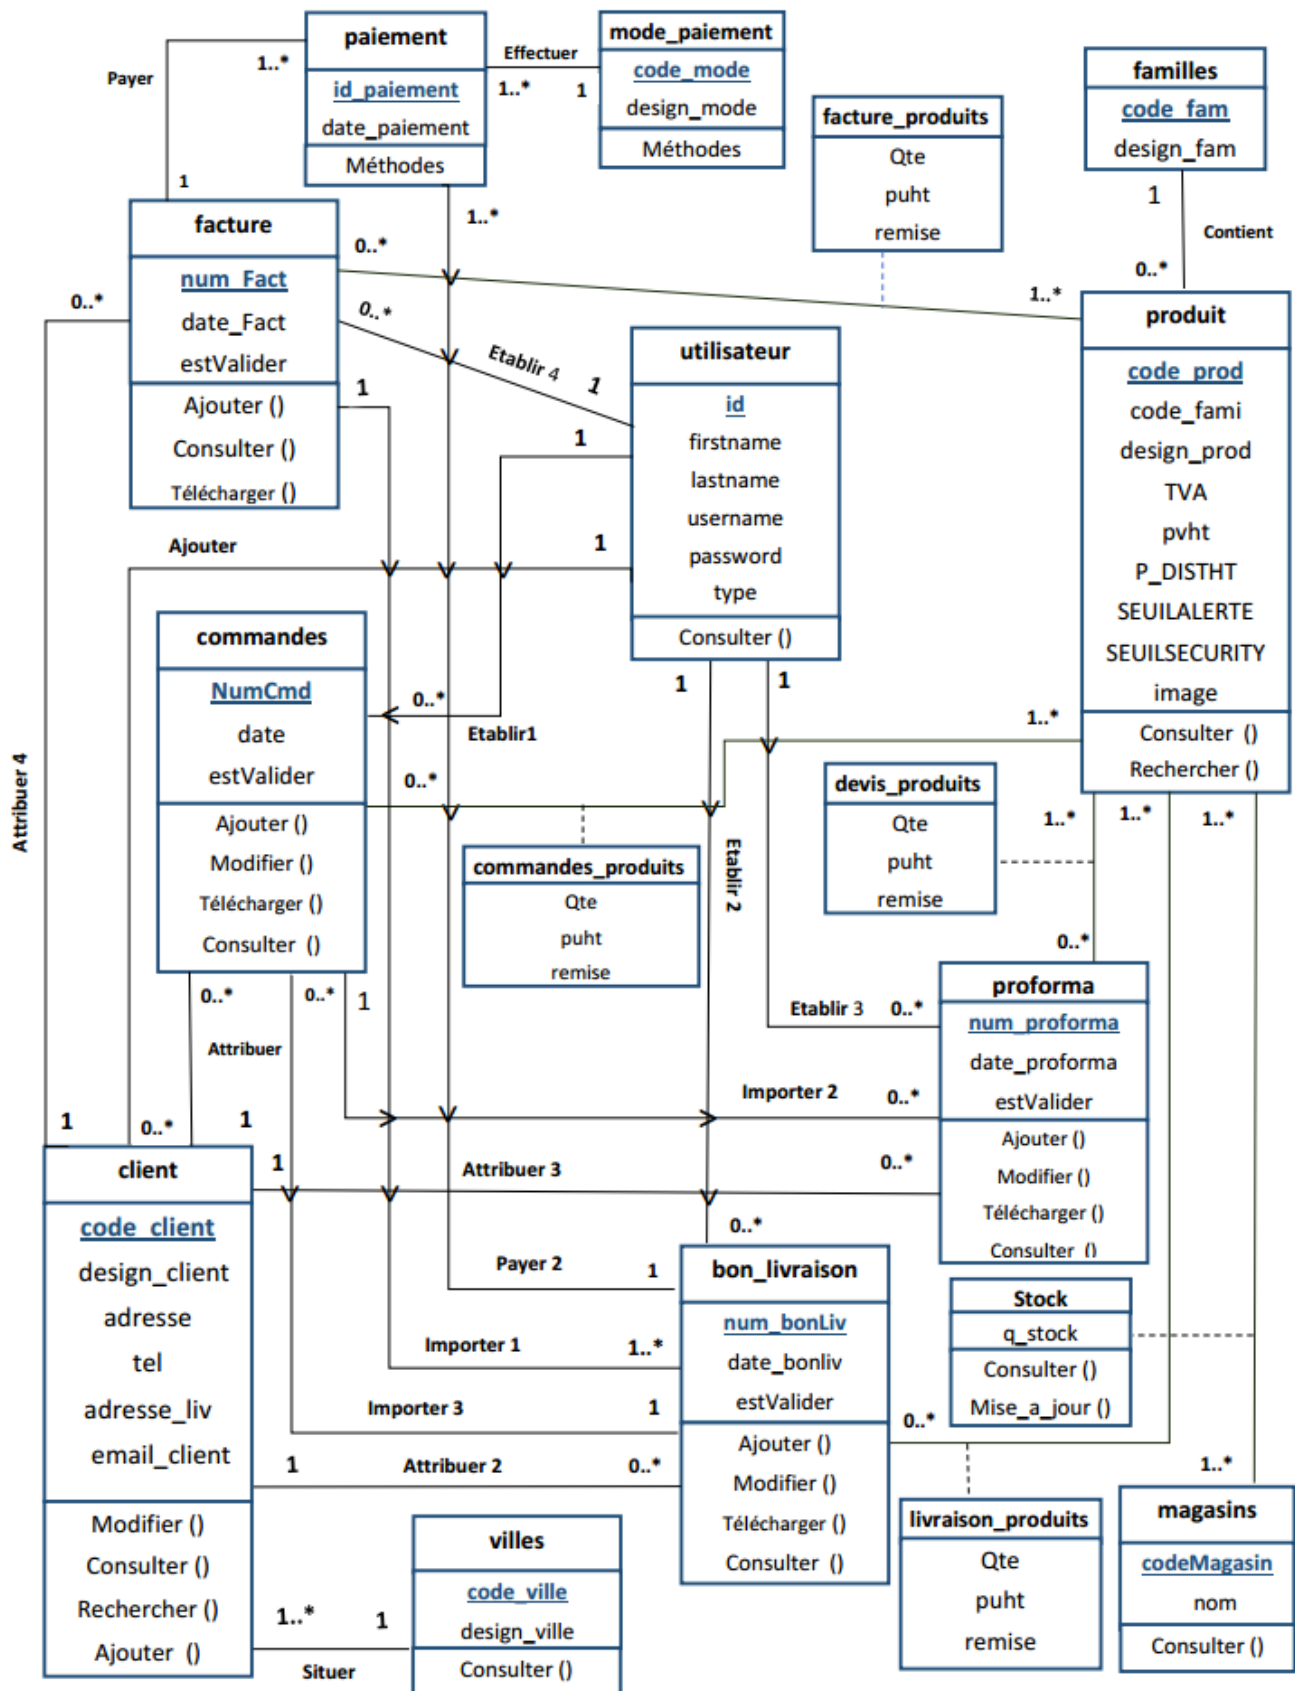 paiement
1..*
id_paiement
date_paiement
Méthodes
Payer
1
Effectuer
1..*
1
mode_paiement
code_mode
design_mode
Méthodes
familles
code_fam
design_fam
1
Contient
0..*
facture_produits
Qte
puht
remise
1..*
facture
num_Fact
date_Fact
estValider
Ajouter ()
Consulter ()
Télécharger ()
0..*
0..*
0..*
Etablir 4
1
1
1..*
utilisateur
id
firstname
lastname
username
password
type
Consulter ()
1
1
1
1
produit
code_prod
code_fami
design_prod
TVA
pvht
P_DISTHT
SEUILALERTE
SEUILSECURITY
image
Consulter ()
Rechercher ()
1..*
1..*
1..*
1..*
Ajouter
commandes
NumCmd
date
estValider
Ajouter ()
Modifier ()
Télécharger ()
Consulter ()
0..*
Etablir1
0..*
Attribuer 4
commandes_produits
Qte
puht
remise
Etablir 2
devis_produits
Qte
puht
remise
0..*
0..*
0..*
1
Attribuer
Etablir 3
0..*
proforma
num_proforma
date_proforma
estValider
Ajouter ()
Modifier ()
Télécharger ()
Consulter ()
Importer 2
0..*
1
0..*
1
client
code_client
design_client
adresse
tel
adresse_liv
email_client
Modifier ()
Consulter ()
Rechercher ()
Ajouter ()
1
Attribuer 3
0..*
0..*
Payer 2
1
bon_livraison
num_bonLiv
date_bonliv
estValider
Ajouter ()
Modifier ()
Télécharger ()
Consulter ()
Importer 1
1..*
Importer 3
1
1
Attribuer 2
0..*
Stock
q_stock
Consulter ()
Mise_a_jour ()
0..*
1..*
livraison_produits
Qte
puht
remise
magasins
codeMagasin
nom
Consulter ()
villes
code_ville
design_ville
Consulter ()
1..*
1
Situer